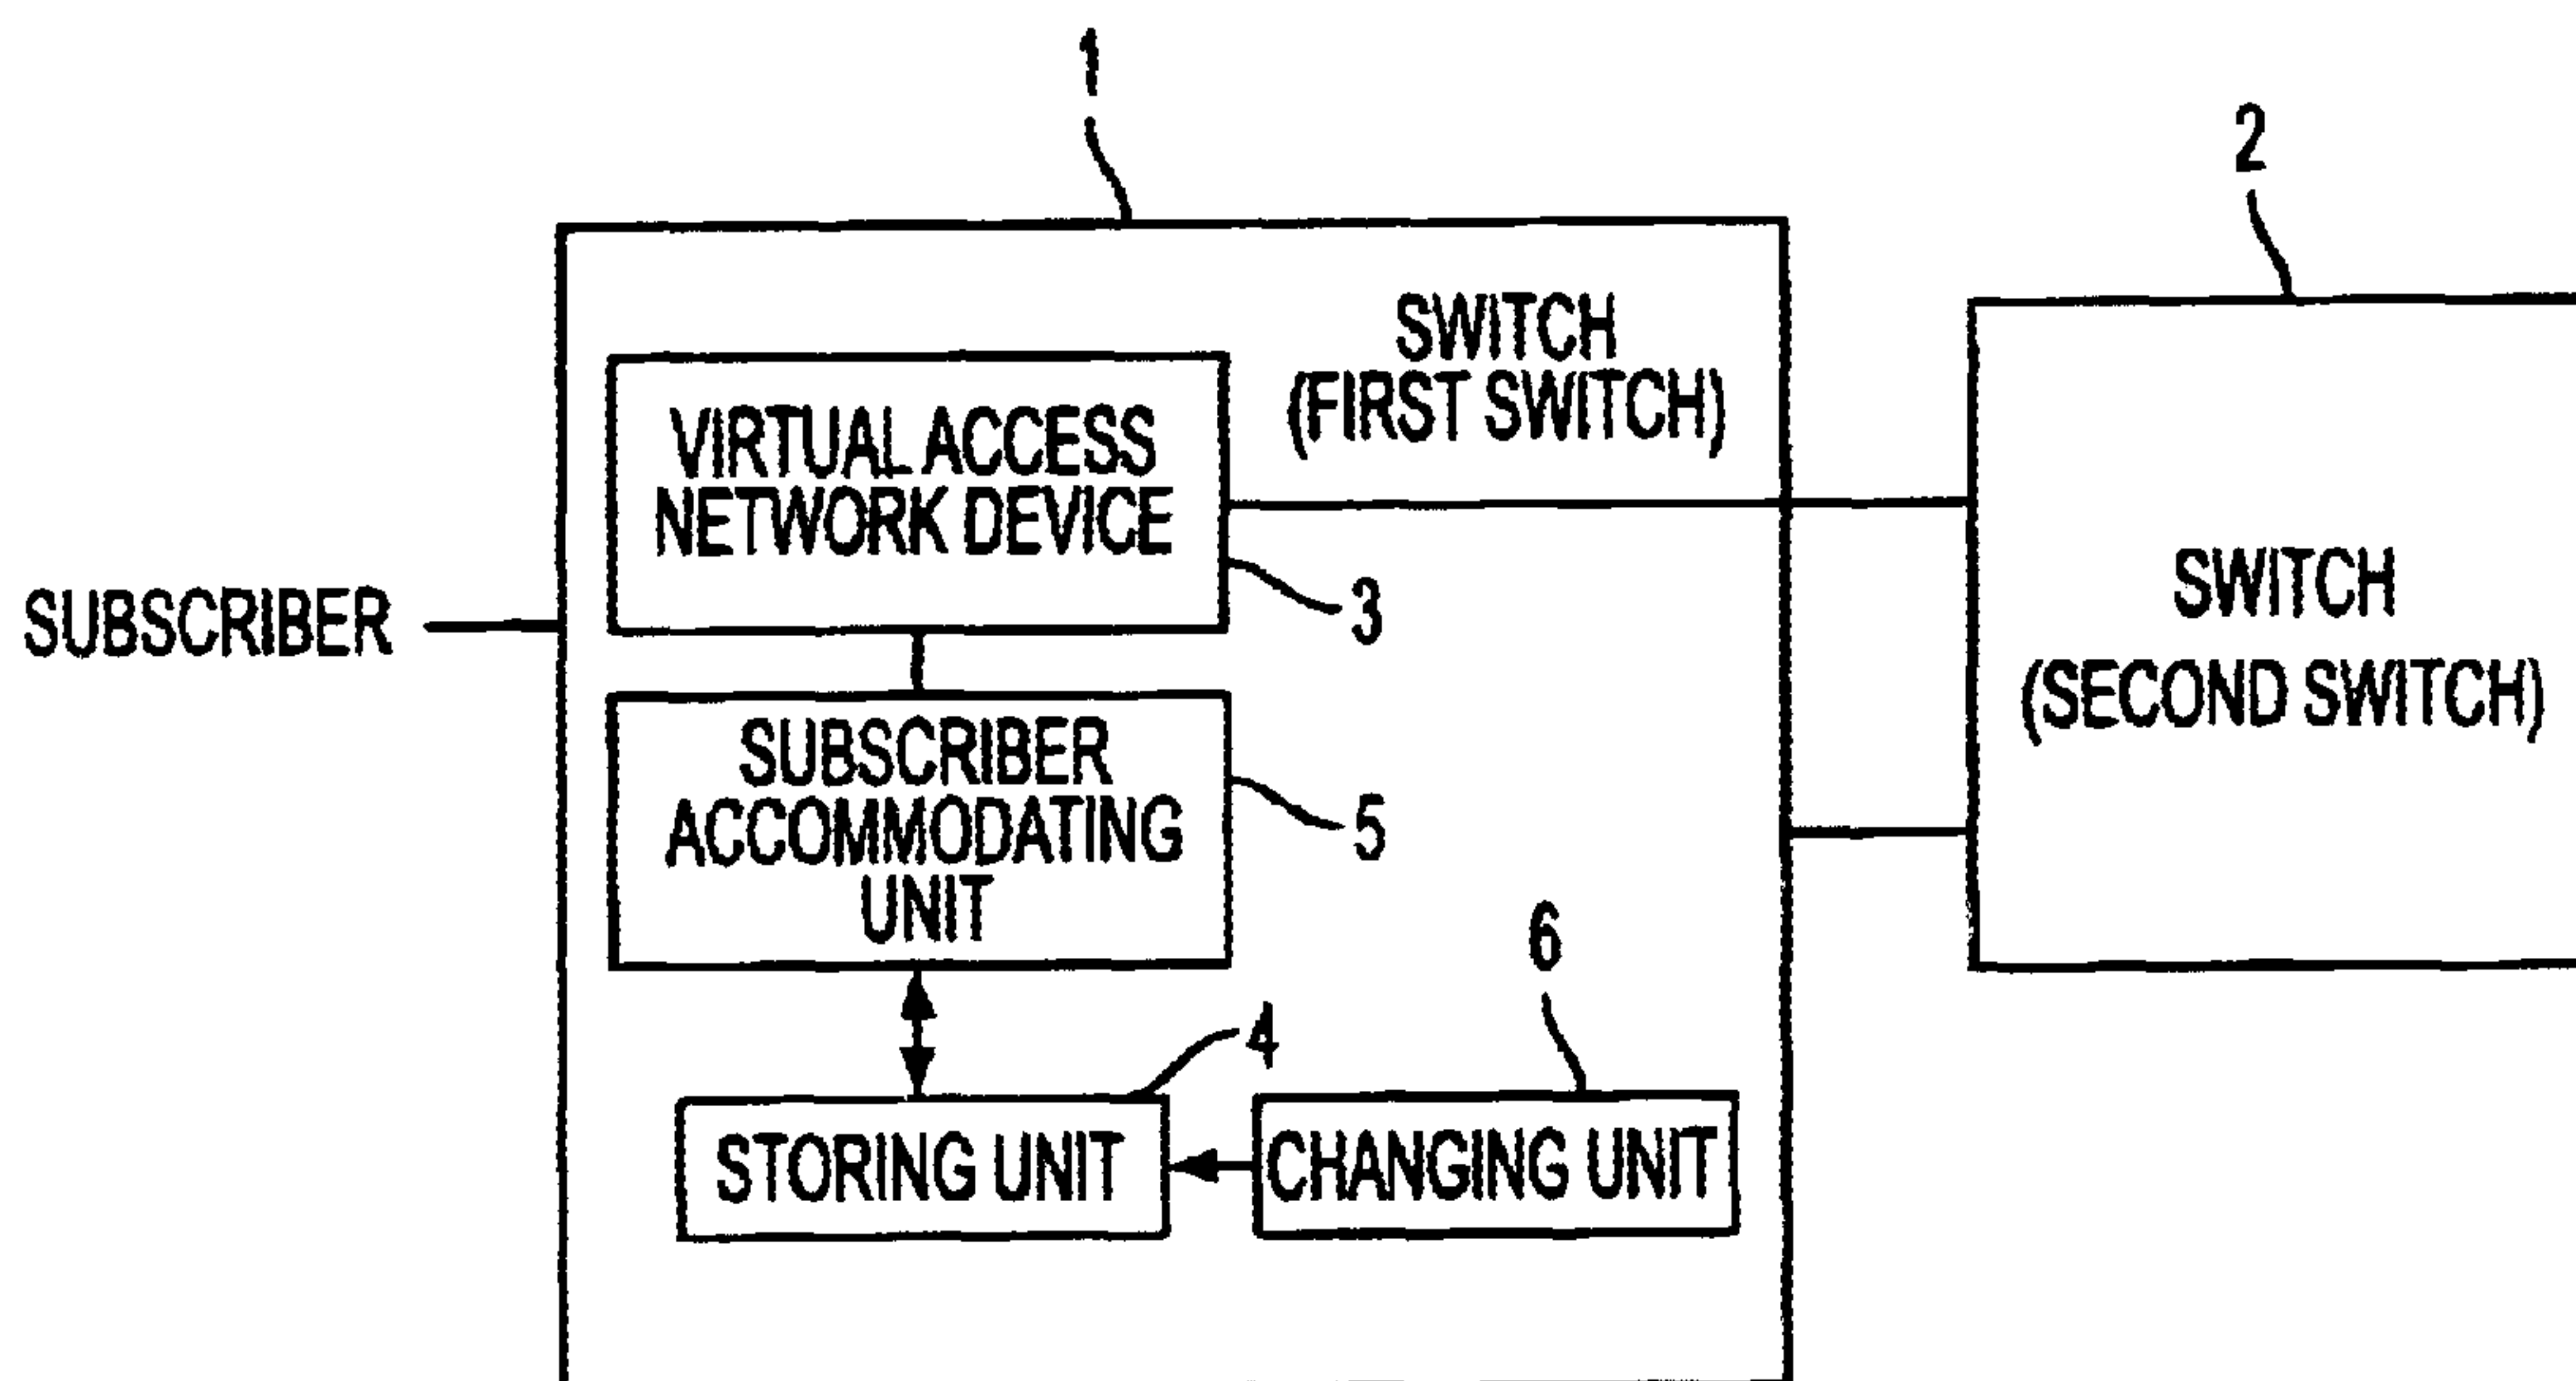 1
2
SWITCH
(FIRST SWITCH)
VIRTUAL ACCESS
NETWORK DEVICE
3
SUBSCRIBER
SWITCH
(SECOND SWITCH)
SUBSCRIBER
ACCOMMODATING
UNIT
5
6
4
STORING UNIT
CHANGING UNIT